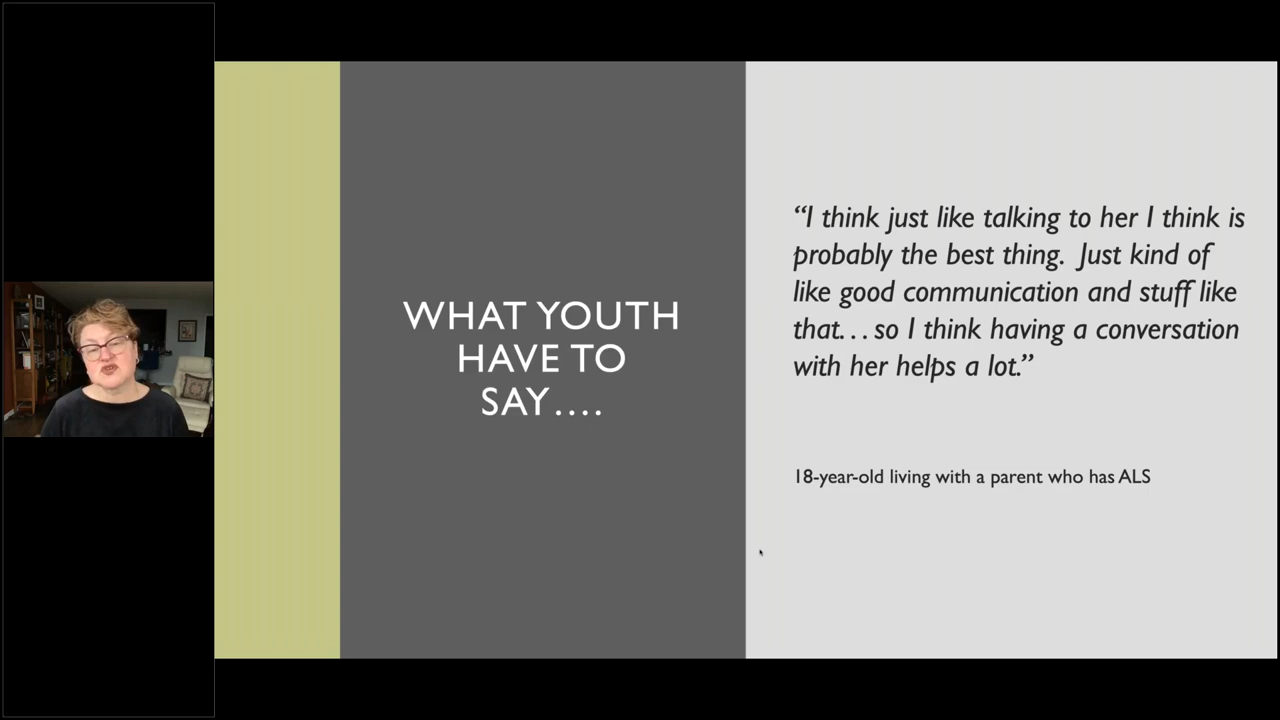 WHAT YOUTH
HAVE TO
SAY....
“I think just like talking to her I think is
probably the best thing.  Just kind of
like good communication and stuff like
that...so I think having a conversation
with her helps a lot.”
18-year-old living with a parent who has ALS